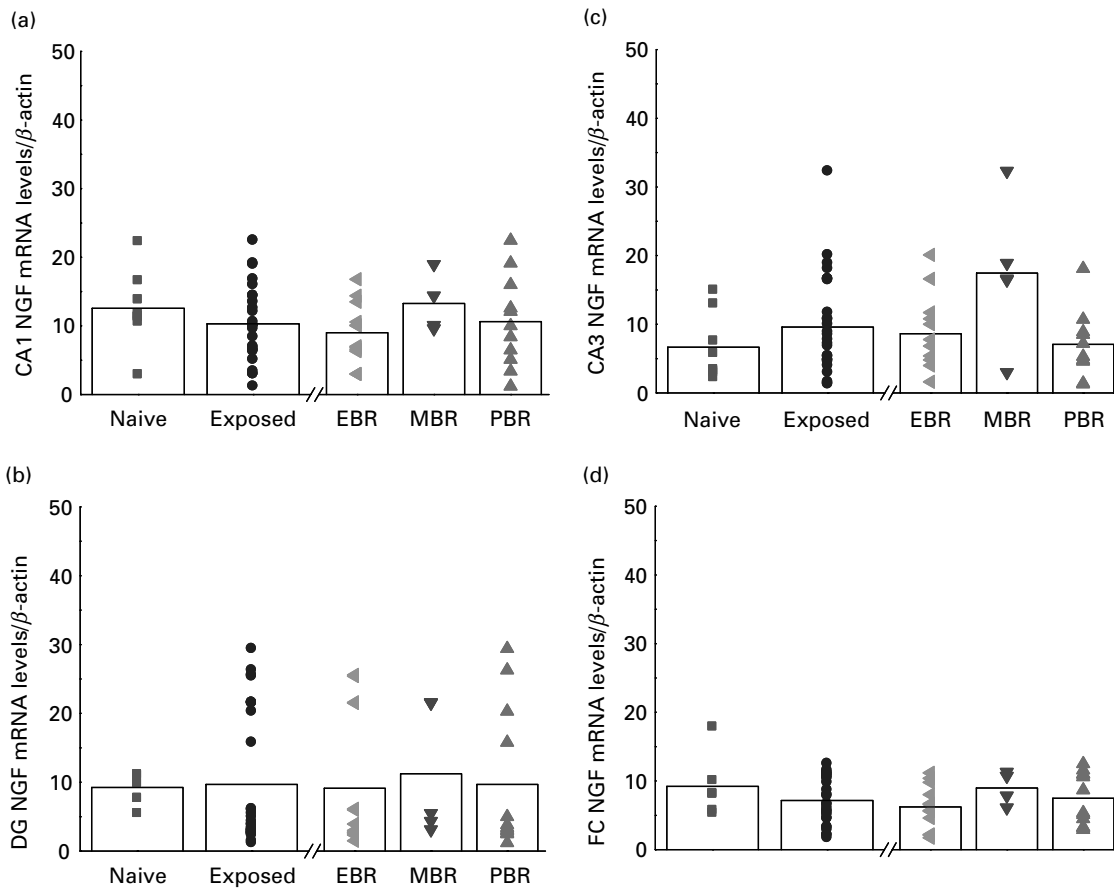 (a)
CA1 NGF mRNA levels/β-actin
50
40
30
20
10
0
Naive Exposed EBR MBR PBR
(c)
CA3 NGF mRNA levels/β-actin
50
40
30
20
10
0
Naive Exposed EBR MBR PBR
(b)
DG NGF mRNA levels/β-actin
50
40
30
20
10
0
Naive Exposed EBR MBR PBR
(d)
FC NGF mRNA levels/β-actin
50
40
30
20
10
0
Naive Exposed EBR MBR PBR